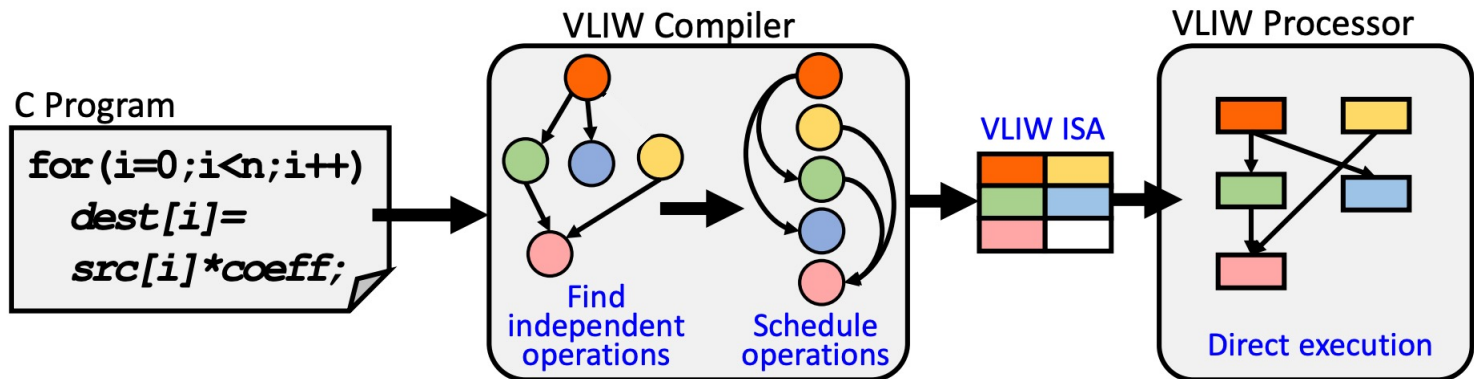 VLIW Compiler
VLIW Processor
C Program
for(i=0;i<n;i++)
dest[i]=
src[i]*coeff;
Find
independent
operations
Schedule
operations
VLIW ISA
Direct execution